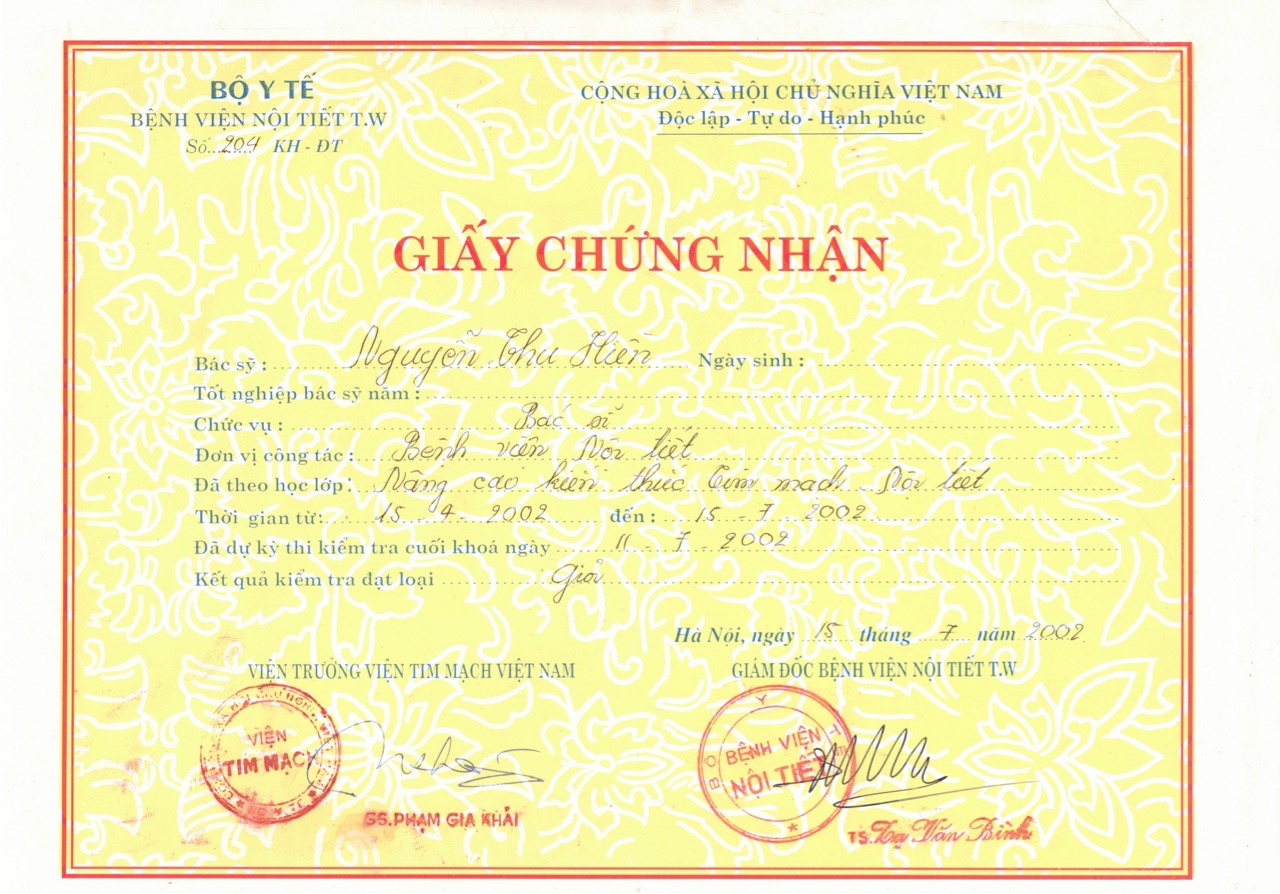 BỘ Y TẾ
BỆNH VIỆN NỘI TIẾT T.W
Số...204 KH - ĐT
CỘNG HOÀ XÃ HỘI CHỦ NGHĨA VIỆT NAM
Độc lập - Tự do - Hạnh phúc
GIẤY CHỨNG NHẬN
Bác sỹ : Nguyễn Thu Hiền Ngày sinh :
Tốt nghiệp bác sỹ năm :
Chức vụ : Bác sĩ
Đơn vị công tác : Bệnh viện Nội tiết
Đã theo học lớp : Nâng cao kiến thức Tim mạch Nội tiết
Thời gian từ: 15 - 4 - 2002 đến : 15 - 7 - 2002
Đã dự kỳ thi kiểm tra cuối khoá ngày 11 - 7 - 2002
Kết quả kiểm tra đạt loại Giỏi
Hà Nội, ngày 15 tháng 7 năm 2002
VIỆN TRƯỞNG VIỆN TIM MẠCH VIỆT NAM
GIÁM ĐỐC BỆNH VIỆN NỘI TIẾT T.W
VIỆN
TIM MẠCH
BỘ Y
BỆNH VIỆN
NỘI TIẾT
GS.PHẠM GIA KHẢI
TS.Tạ Văn Bình